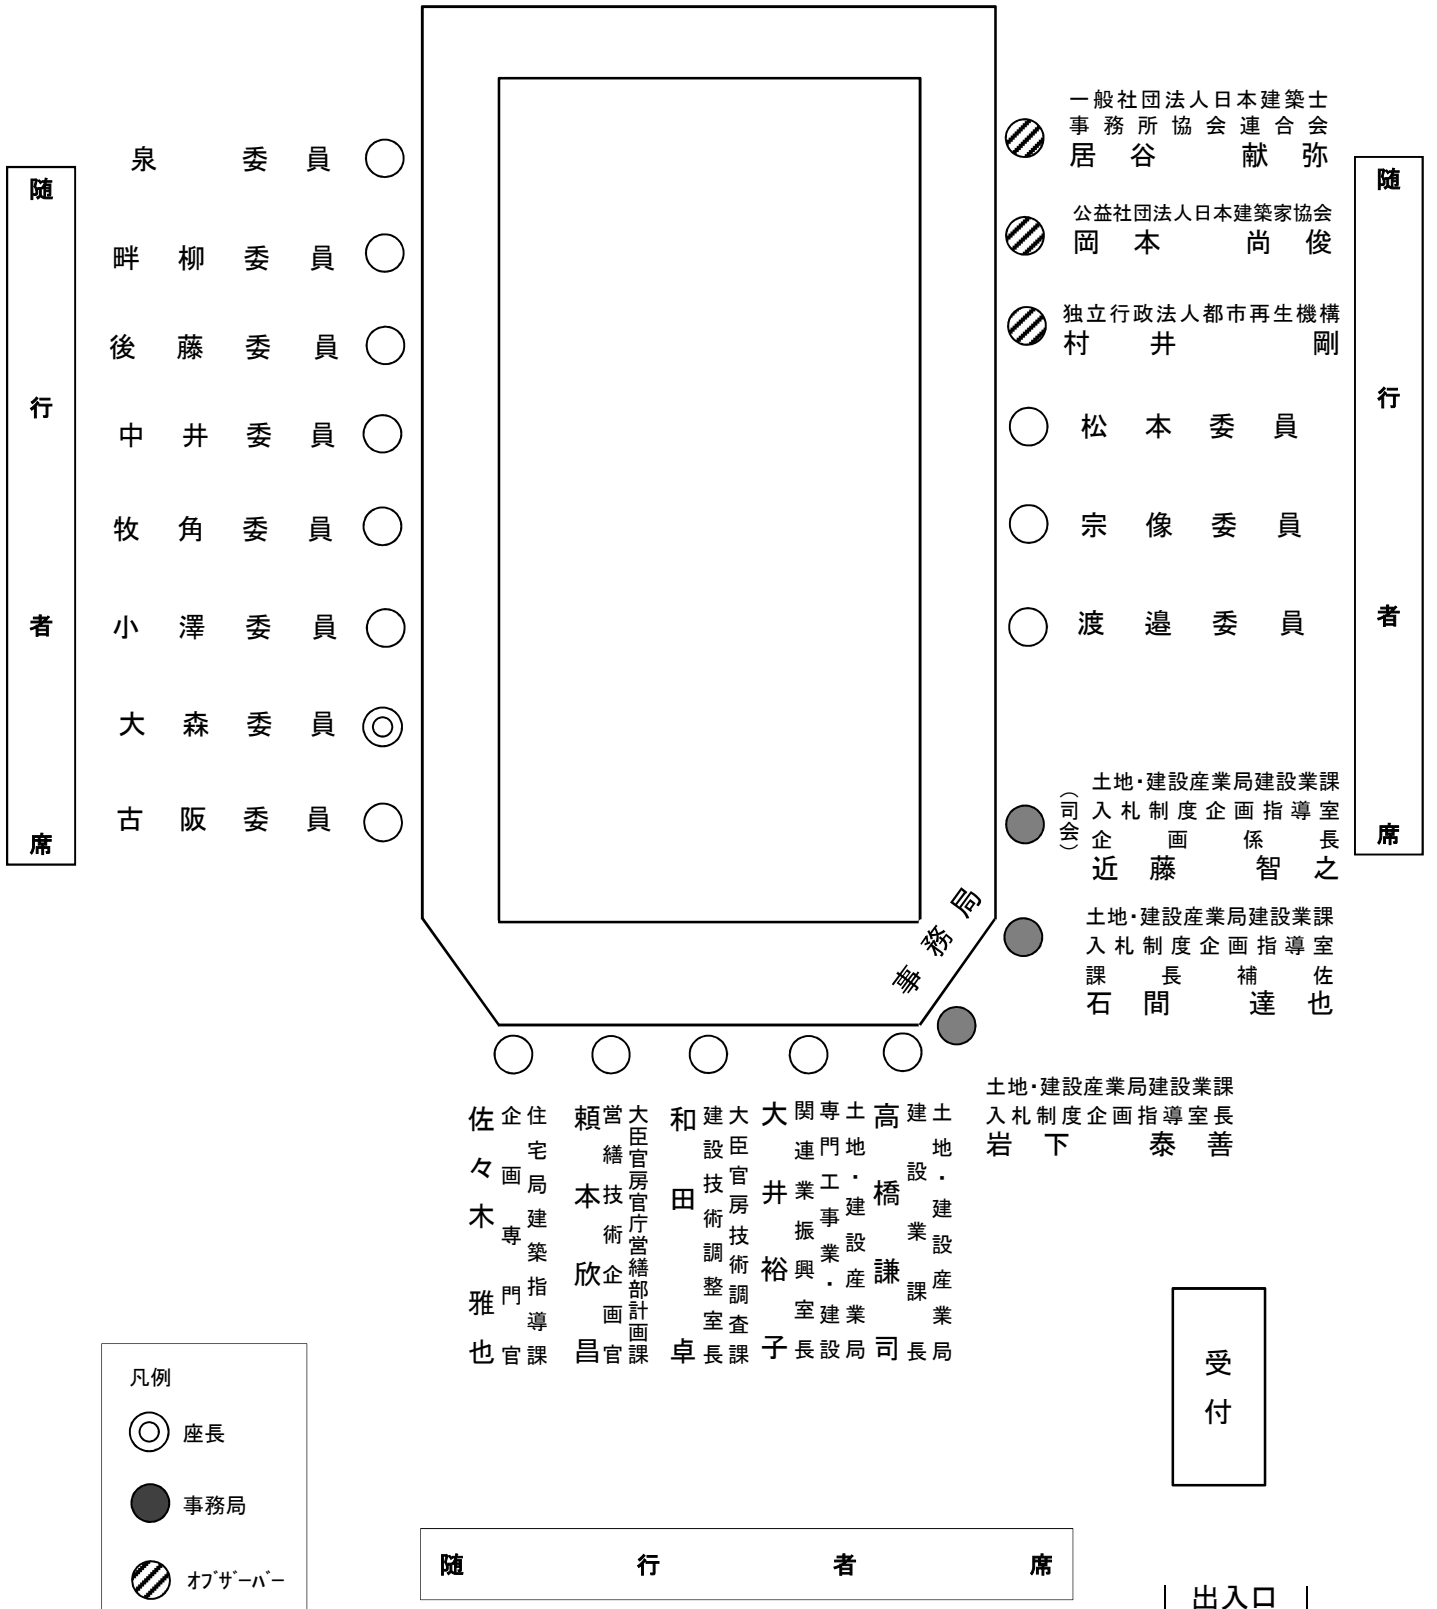 泉 委員
畔柳委員
後藤委員
中井委員
牧角委員
小澤委員
大森委員
古阪委員
随行者席
一般社団法人日本建築士
事務所協会連合会
居谷 献弥
公益社団法人日本建築家協会
岡本 尚俊
独立行政法人都市再生機構
村井 剛
松本委員
宗像委員
渡邉委員
(司会)
土地・建設産業局建設業課
入札制度企画指導室
企画係長
近藤 智之
土地・建設産業局建設業課
入札制度企画指導室
課長補佐
石間 達也
随行者席
事務局
土地・建設産業局建設業課
入札制度企画指導室長
岩下 泰善
土地・建設産業局
建設業課長
高橋謙司
土地・建設産業局
専門工事業・建設
関連業振興室長
大井裕子
大臣官房技術調査課
建設技術調整室長
和田 卓
大臣官房官庁営繕部計画課
営繕技術企画官
頼本欣昌
住宅局建築指導課
企画専門官
佐々木 雅也
受付
凡例
座長
事務局
オブザーバー
随行者席
出入口